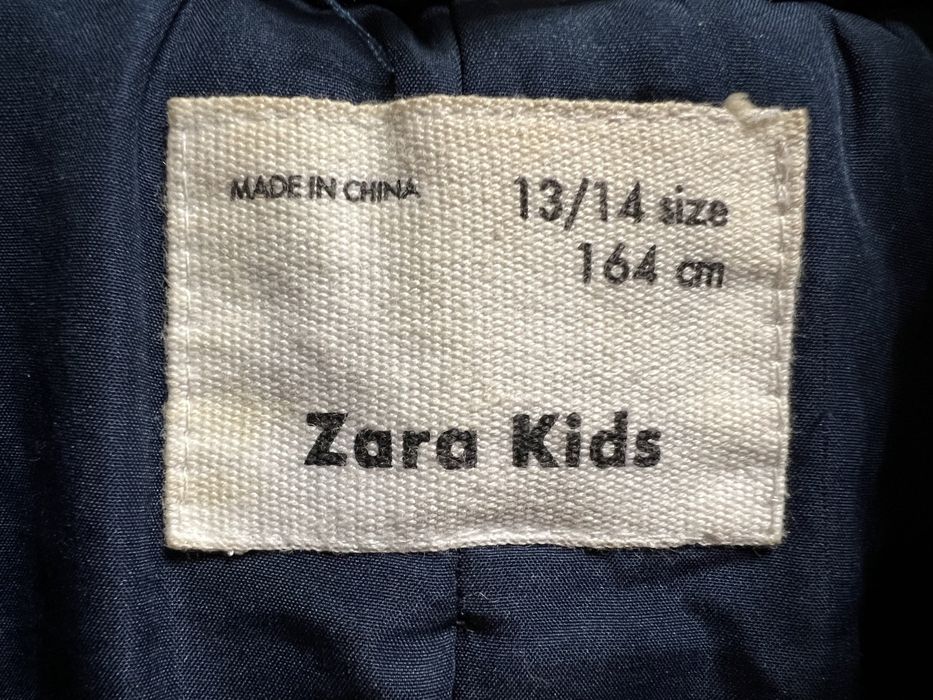 MADE IN CHINA
13/14 size
164 cm
Zara Kids